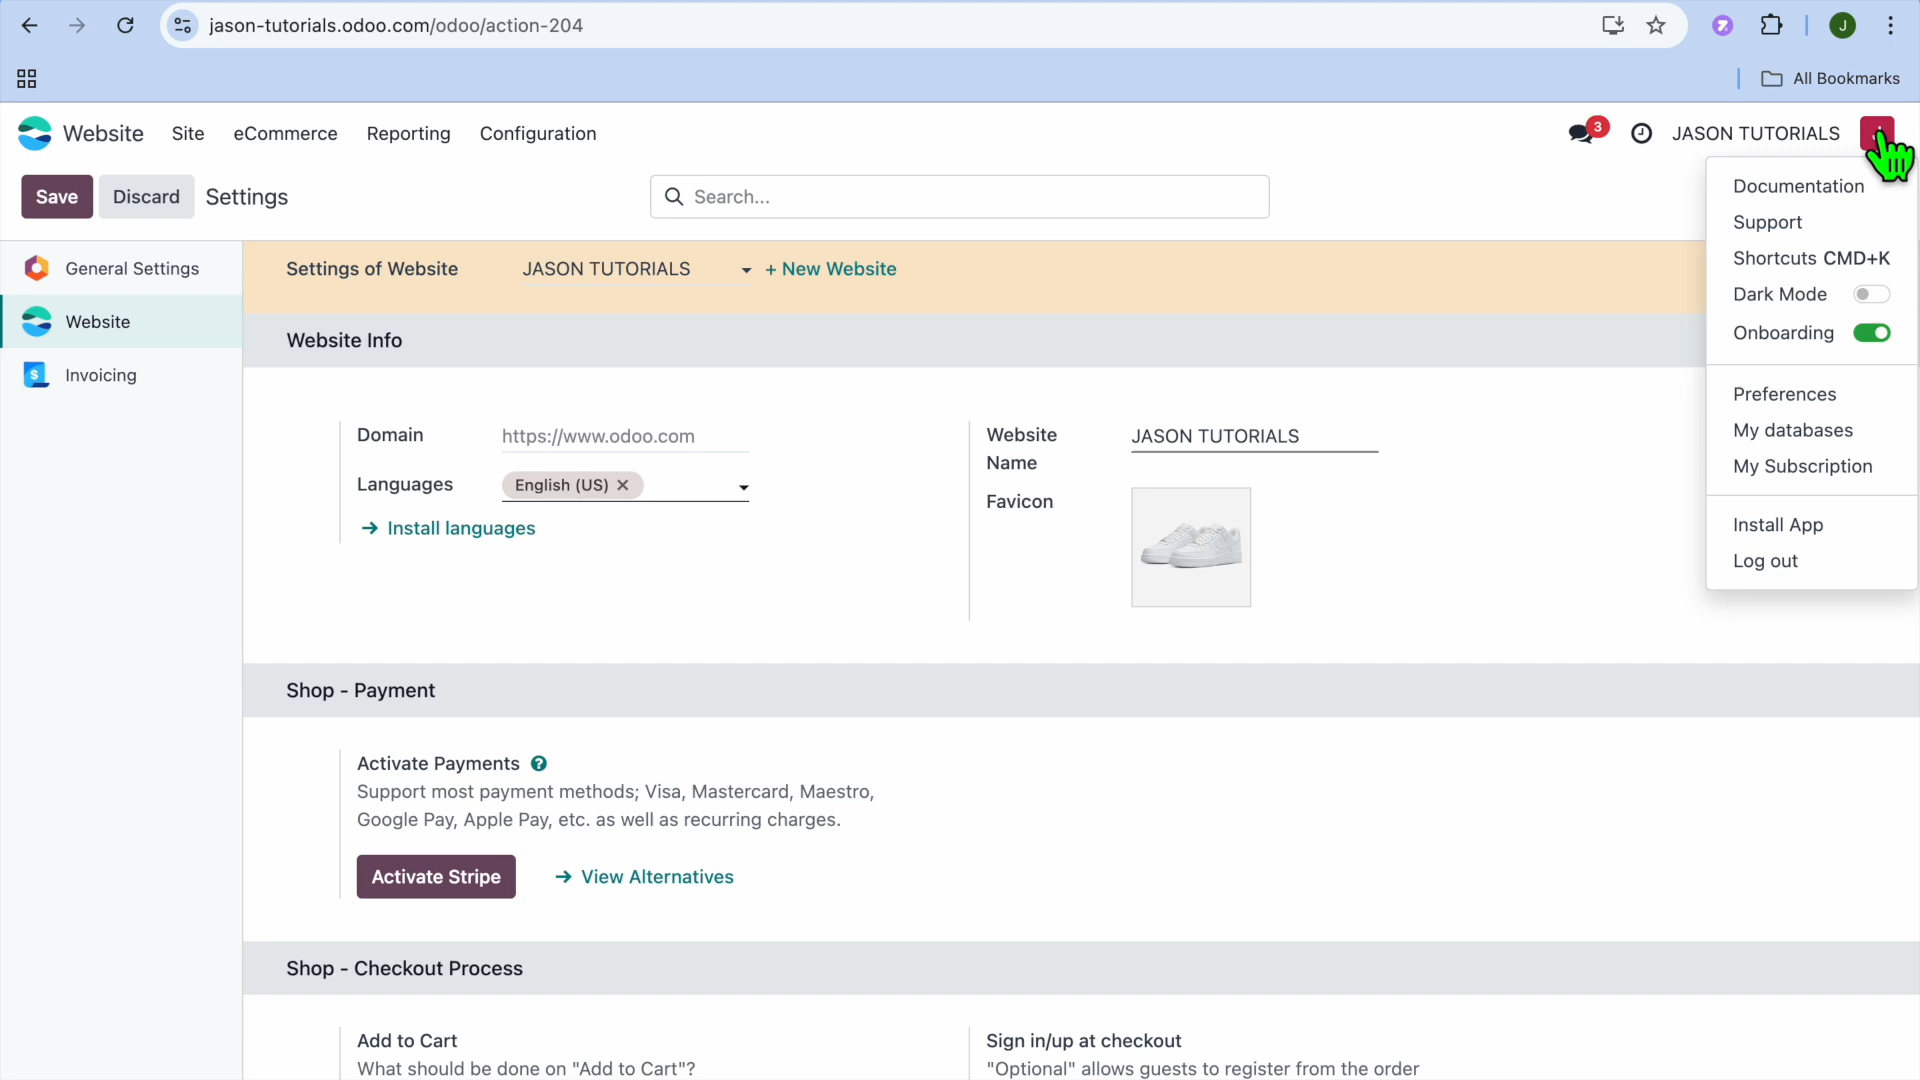 jason-tutorials.odoo.com/odoo/action-204
J
All Bookmarks
Website
Site
eCommerce
Reporting
Configuration
3
JASON TUTORIALS
Save
Discard
Settings
Search...
Documentation
Support
Shortcuts CMD+K
Dark Mode
Onboarding
Preferences
My databases
My Subscription
Install App
Log out
General Settings
Website
Invoicing
Settings of Website
JASON TUTORIALS
+ New Website
Website Info
Domain
https://www.odoo.com
Languages
English (US)
Install languages
Website
Name
JASON TUTORIALS
Favicon
Shop - Payment
Activate Payments
Support most payment methods; Visa, Mastercard, Maestro,
Google Pay, Apple Pay, etc. as well as recurring charges.
Activate Stripe
View Alternatives
Shop - Checkout Process
Add to Cart
What should be done on "Add to Cart"?
Sign in/up at checkout
"Optional" allows guests to register from the order